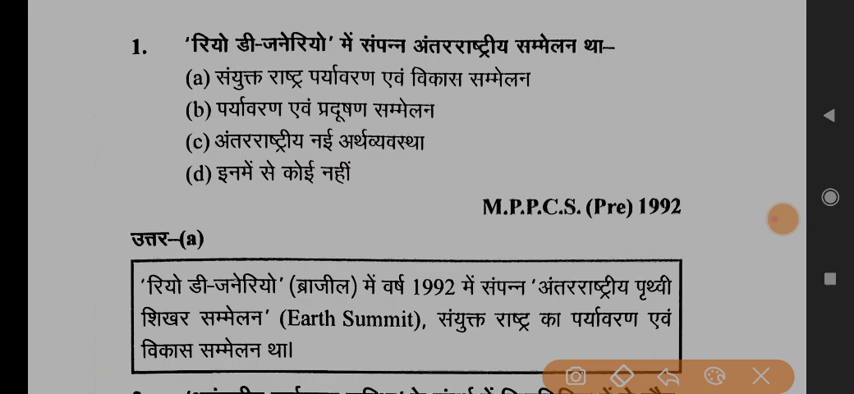 1. 'रियो डी-जनेरियो' में संपन्न अंतरराष्ट्रीय सम्मेलन था–
(a) संयुक्त राष्ट्र पर्यावरण एवं विकास सम्मेलन
(b) पर्यावरण एवं प्रदूषण सम्मेलन
(c) अंतरराष्ट्रीय नई अर्थव्यवस्था
(d) इनमें से कोई नहीं
M.P.P.C.S. (Pre) 1992
उत्तर–(a)
'रियो डी-जनेरियो' (ब्राजील) में वर्ष 1992 में संपन्न 'अंतरराष्ट्रीय पृथ्वी
शिखर सम्मेलन' (Earth Summit), संयुक्त राष्ट्र का पर्यावरण एवं
विकास सम्मेलन था।